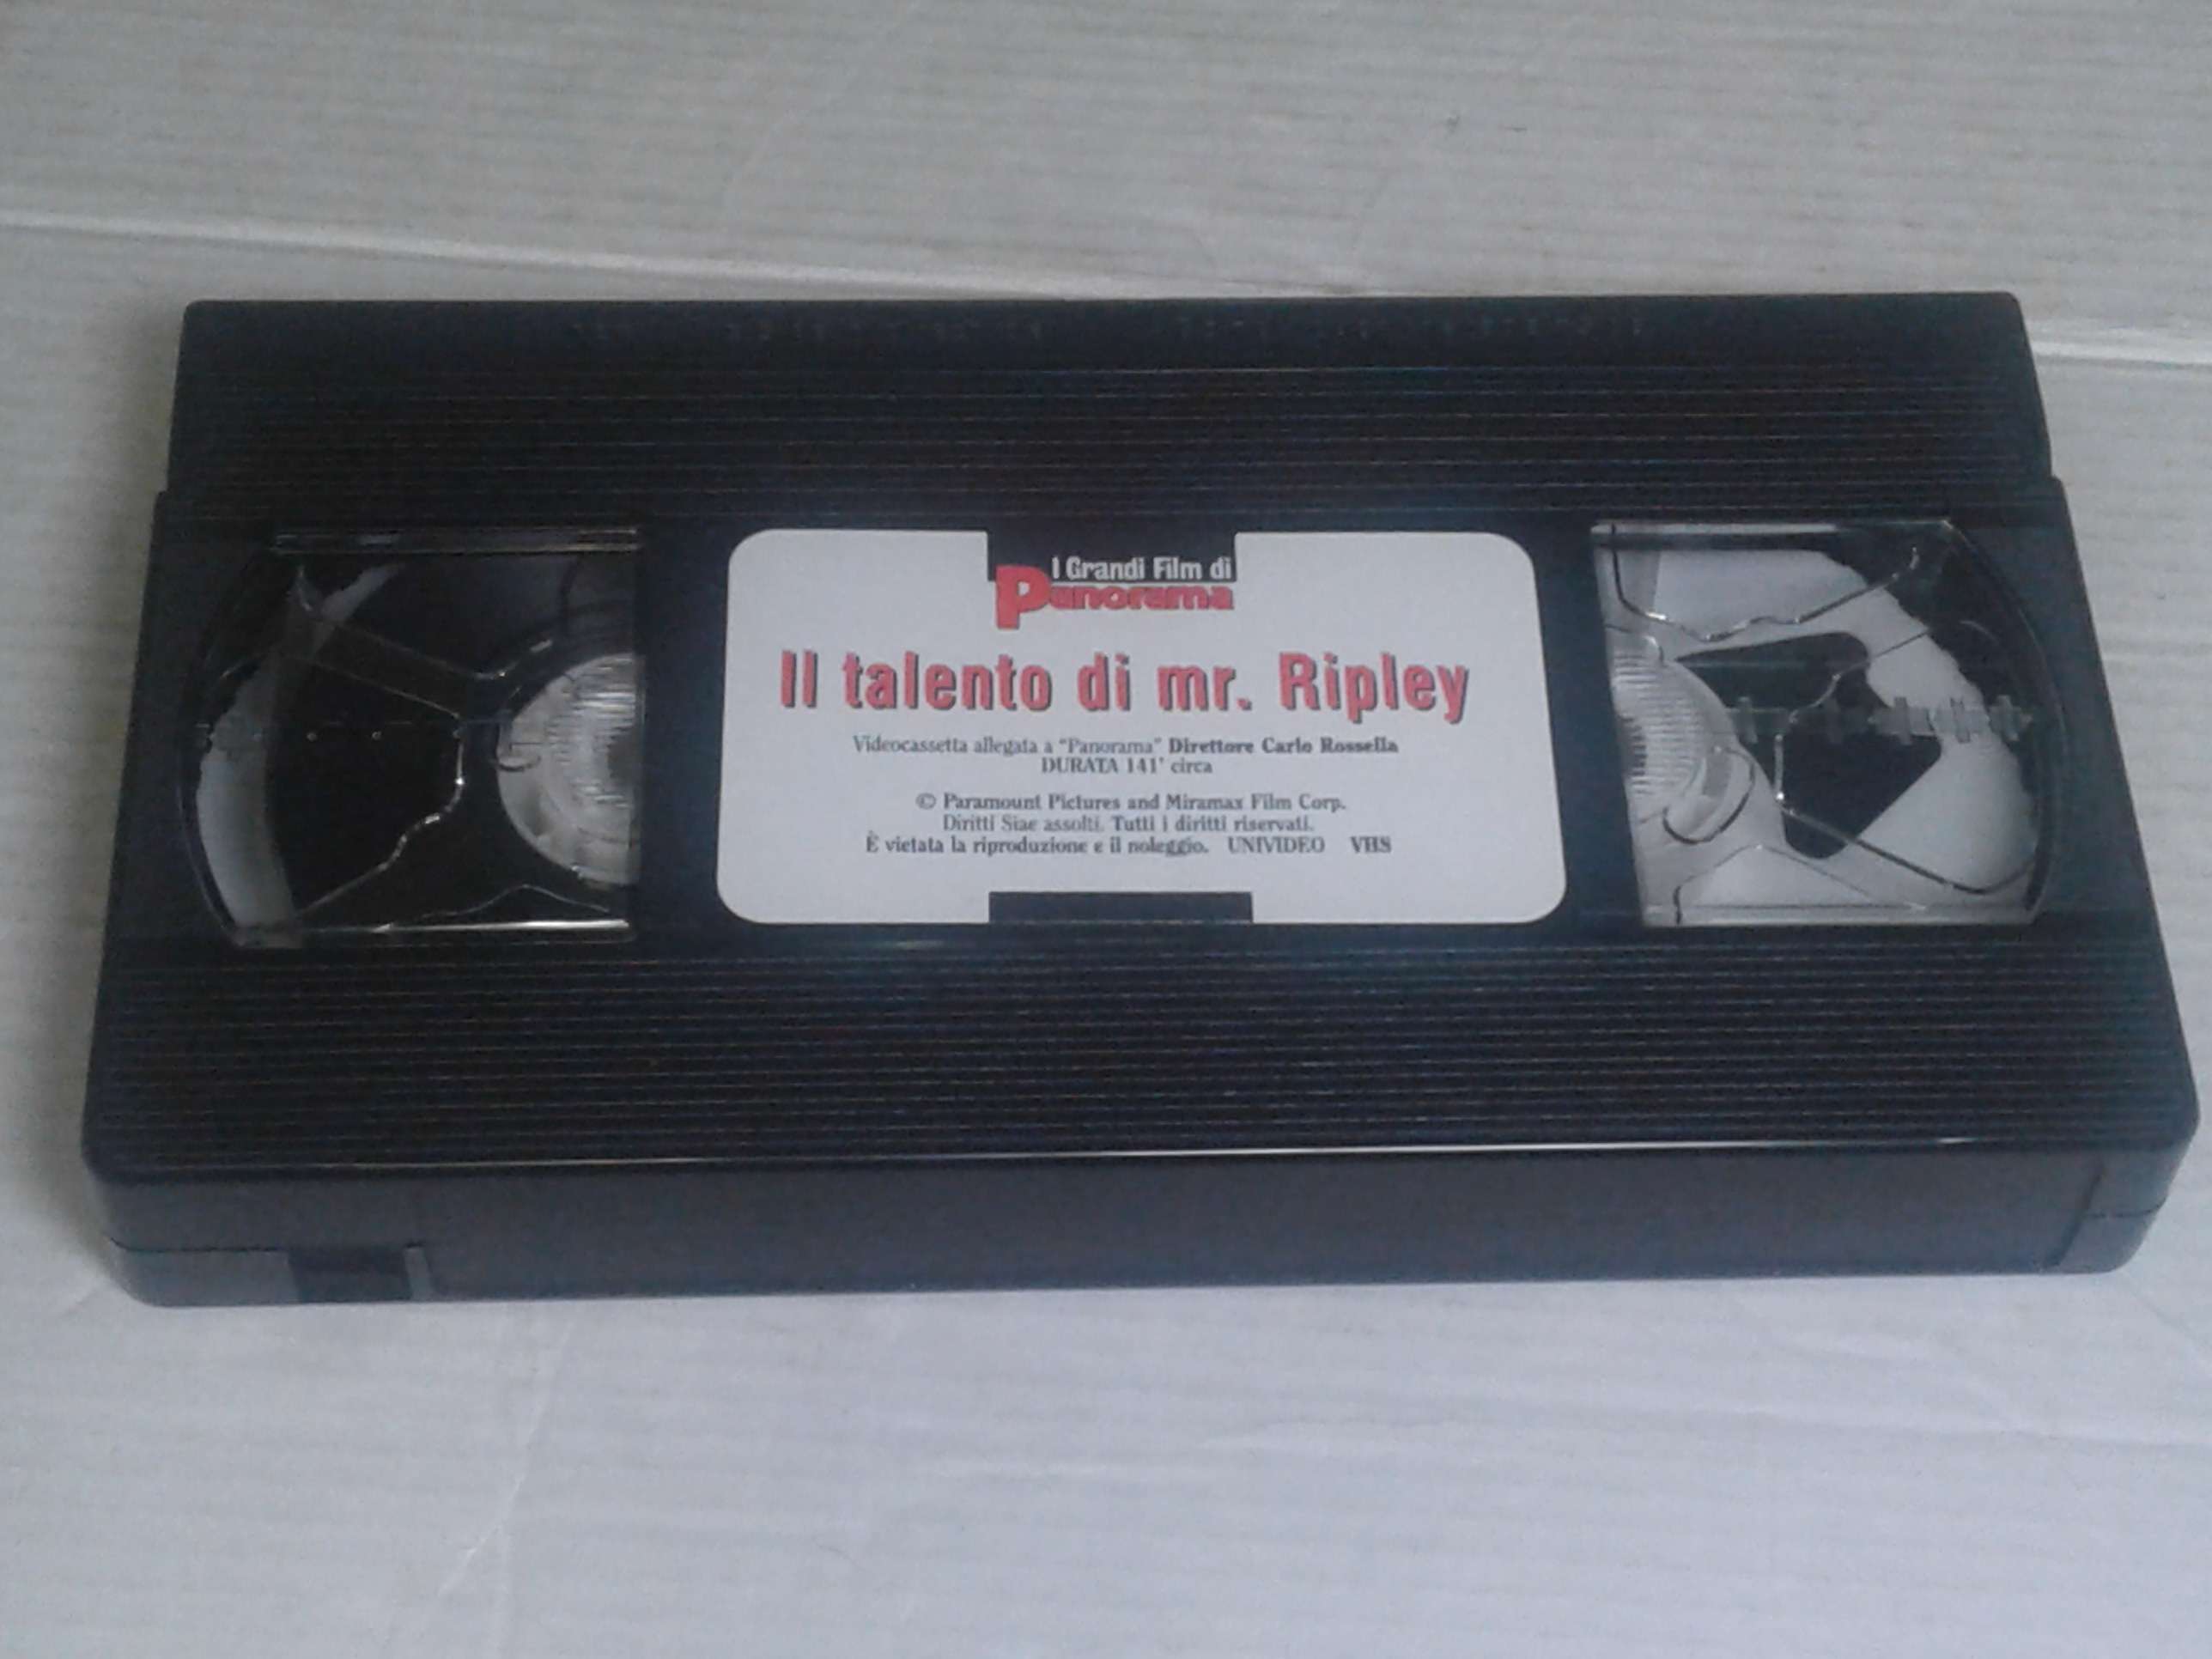 I Grandi Film di
Panorama
Il talento di mr. Ripley
Videocassetta allegata a "Panorama" Direttore Carlo Rossella
DURATA 141' circa
© Paramount Pictures and Miramax Film Corp.
Diritti Siae assolti. Tutti i diritti riservati.
È vietata la riproduzione e il noleggio. UNIVIDEO VHS